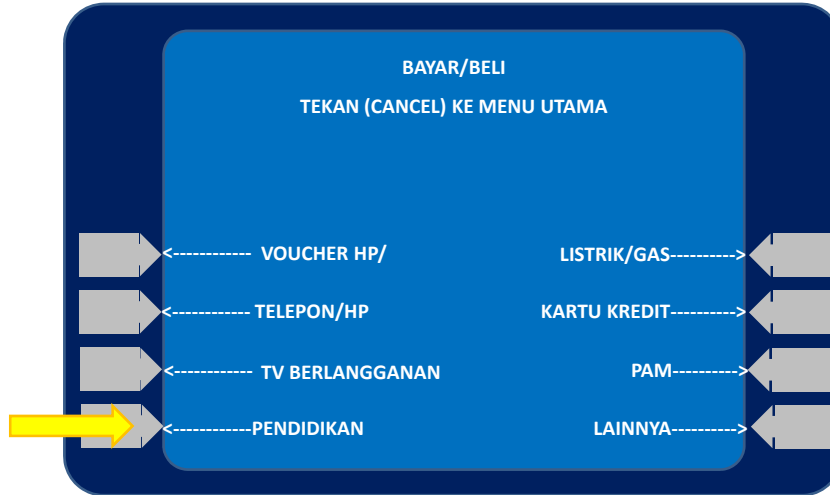 BAYAR/BELI
TEKAN (CANCEL) KE MENU UTAMA
<------------ VOUCHER HP/ LISTRIK/GAS---------->
<------------ TELEPON/HP KARTU KREDIT---------->
<------------ TV BERLANGGANAN PAM---------->
<------------PENDIDIKAN LAINNYA---------->